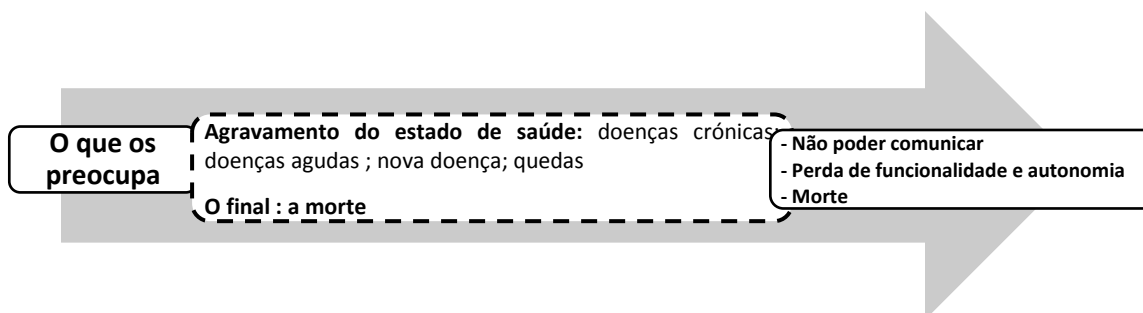 O que os
preocupa
Agravamento do estado de saúde: doenças crónicas;
doenças agudas ; nova doença; quedas
O final : a morte
- Não poder comunicar
- Perda de funcionalidade e autonomia
- Morte